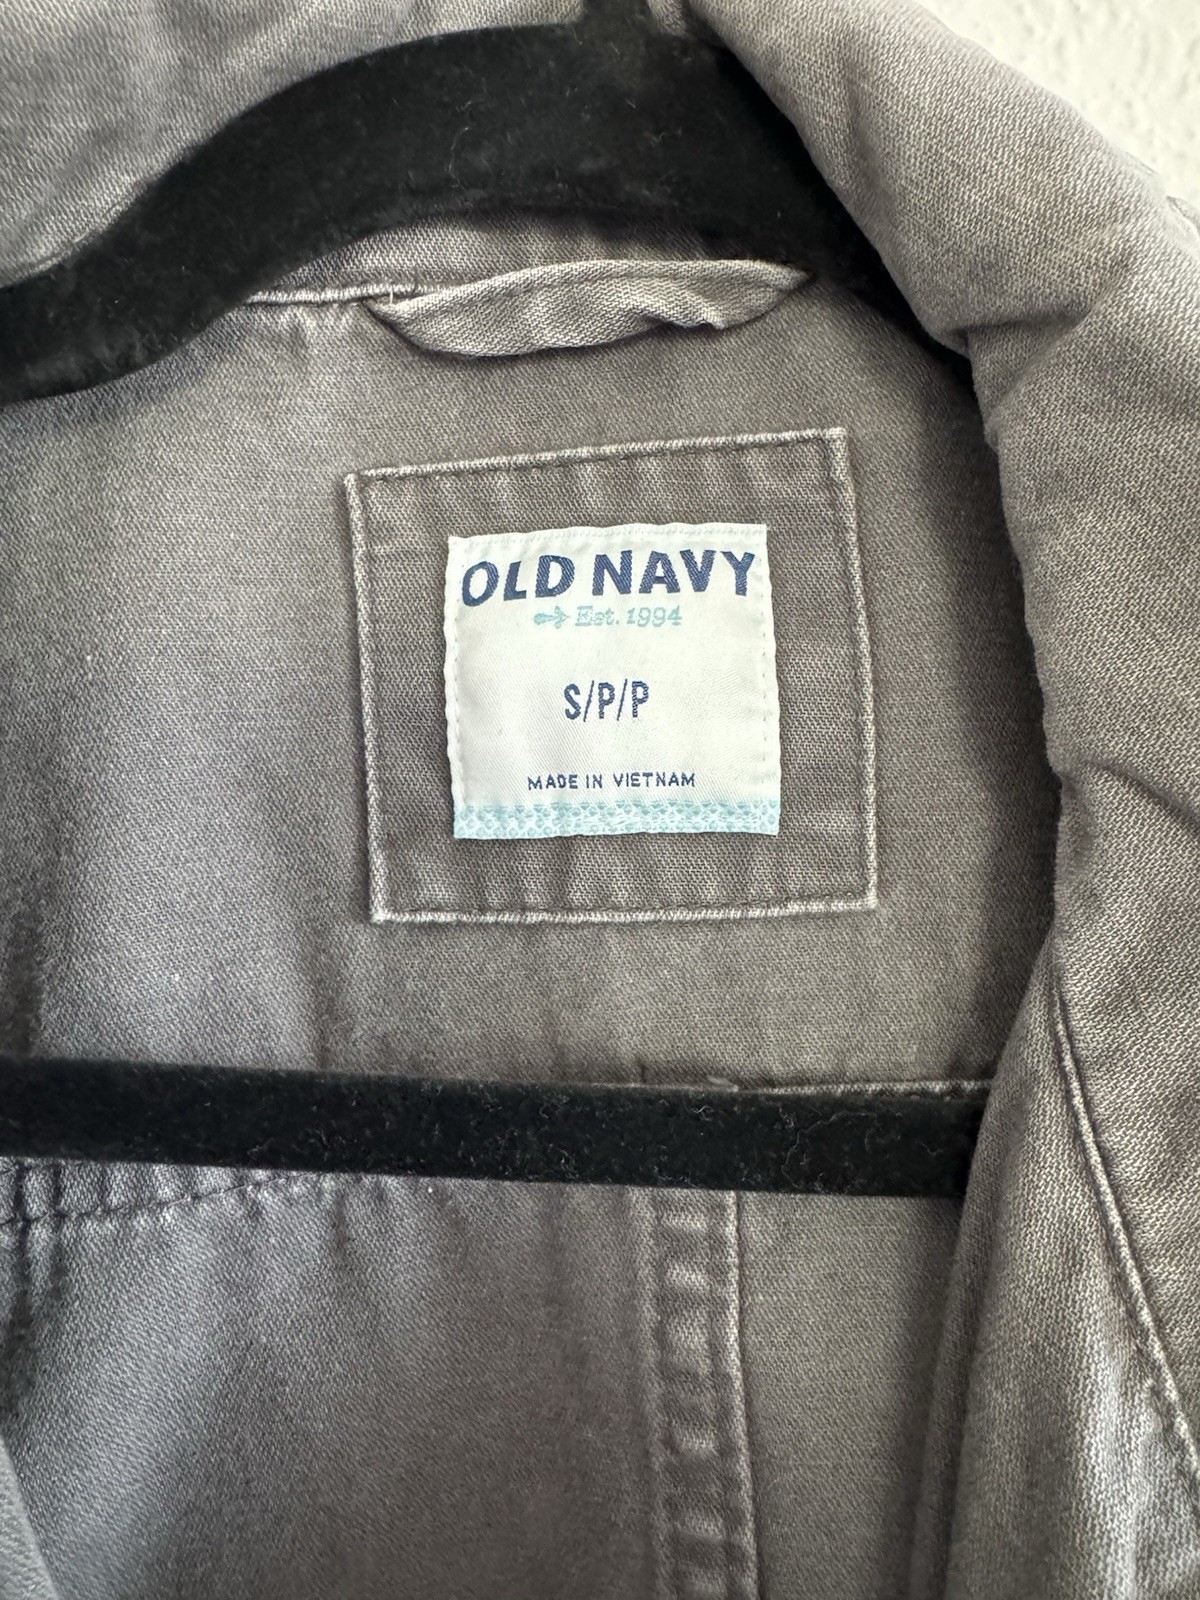 OLD NAVY
Est. 1994
S/P/P
MADE IN VIETNAM